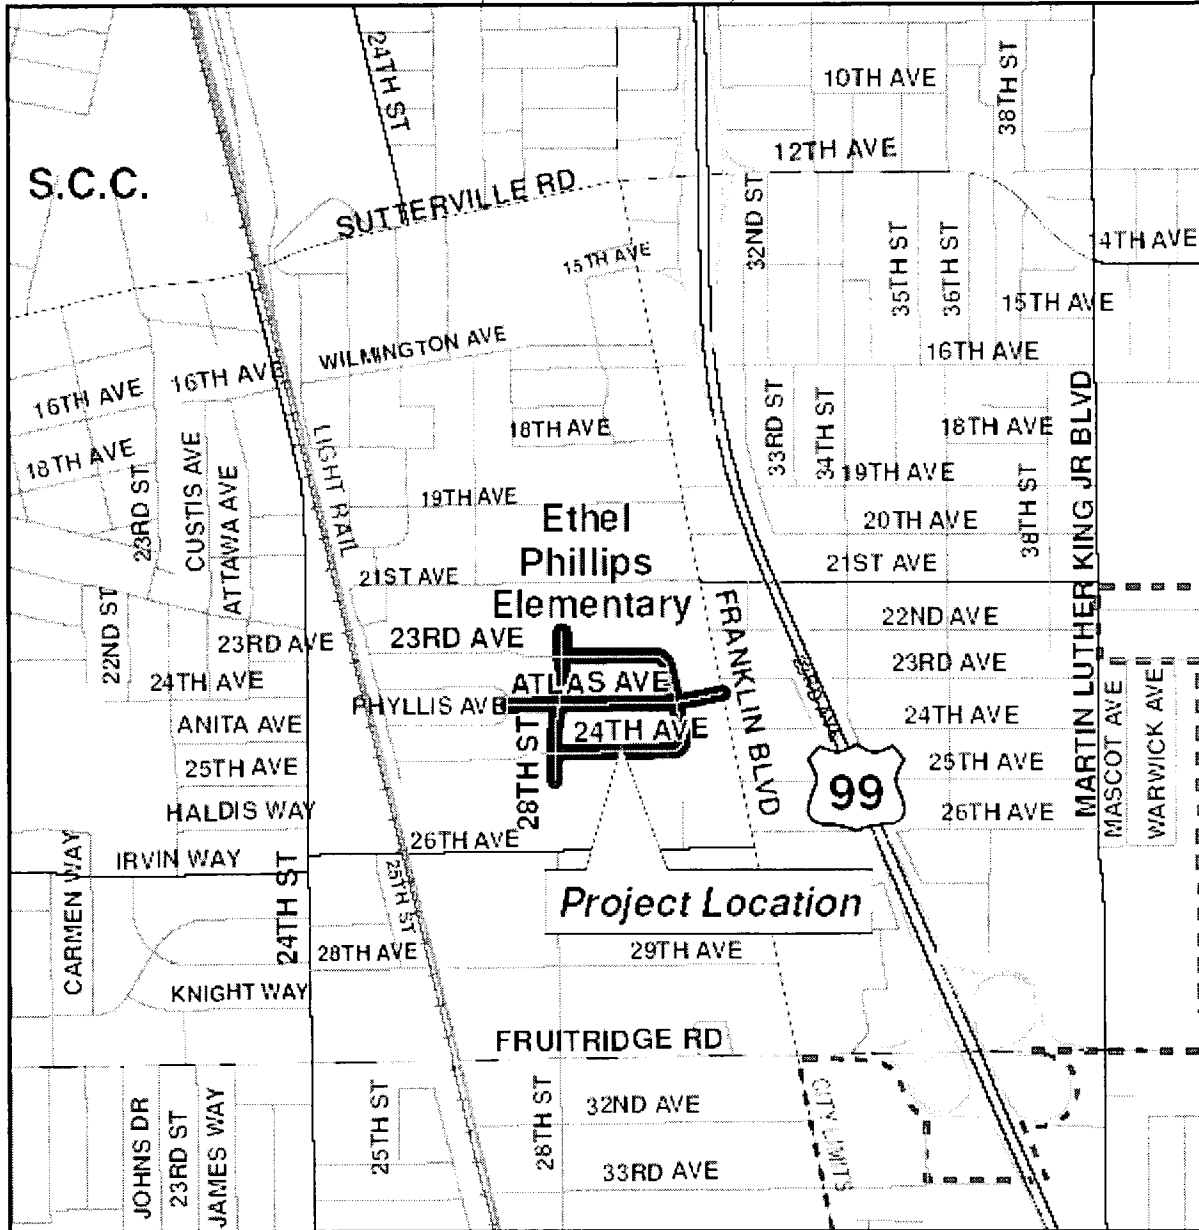 24TH ST
10TH AVE
38TH ST
12TH AVE
S.C.C.
SUTTERVILLE RD
32ND ST
15TH AVE
35TH ST
36TH ST
14TH AVE
15TH AVE
WILMINGTON AVE
16TH AVE
16TH AVE
16TH AVE
18TH AVE
18TH AVE
33RD ST
34TH ST
18TH AVE
19TH AVE
23RD ST
CUSTIS AVE
ATTAWA AVE
LIGHT RAIL
19TH AVE
Ethel
Phillips
Elementary
20TH AVE
38TH ST
MARTIN LUTHER KING JR BLVD
21ST AVE
21ST AVE
22ND ST
23RD AVE
23RD AVE
FRANKLIN BLVD
22ND AVE
23RD AVE
24TH AVE
PHYLLIS AVE
ATLAS AVE
24TH AVE
ANITA AVE
28TH ST
24TH AVE
25TH AVE
25TH AVE
99
MASCOT AVE
WARWICK AVE
HALDIS WAY
26TH AVE
26TH AVE
IRVIN WAY
CARMEN WAY
24TH ST
25TH ST
Project Location
28TH AVE
29TH AVE
KNIGHT WAY
FRUITRIDGE RD
JOHNS DR
23RD ST
JAMES WAY
25TH ST
28TH ST
32ND AVE
33RD AVE
CITY LIMITS